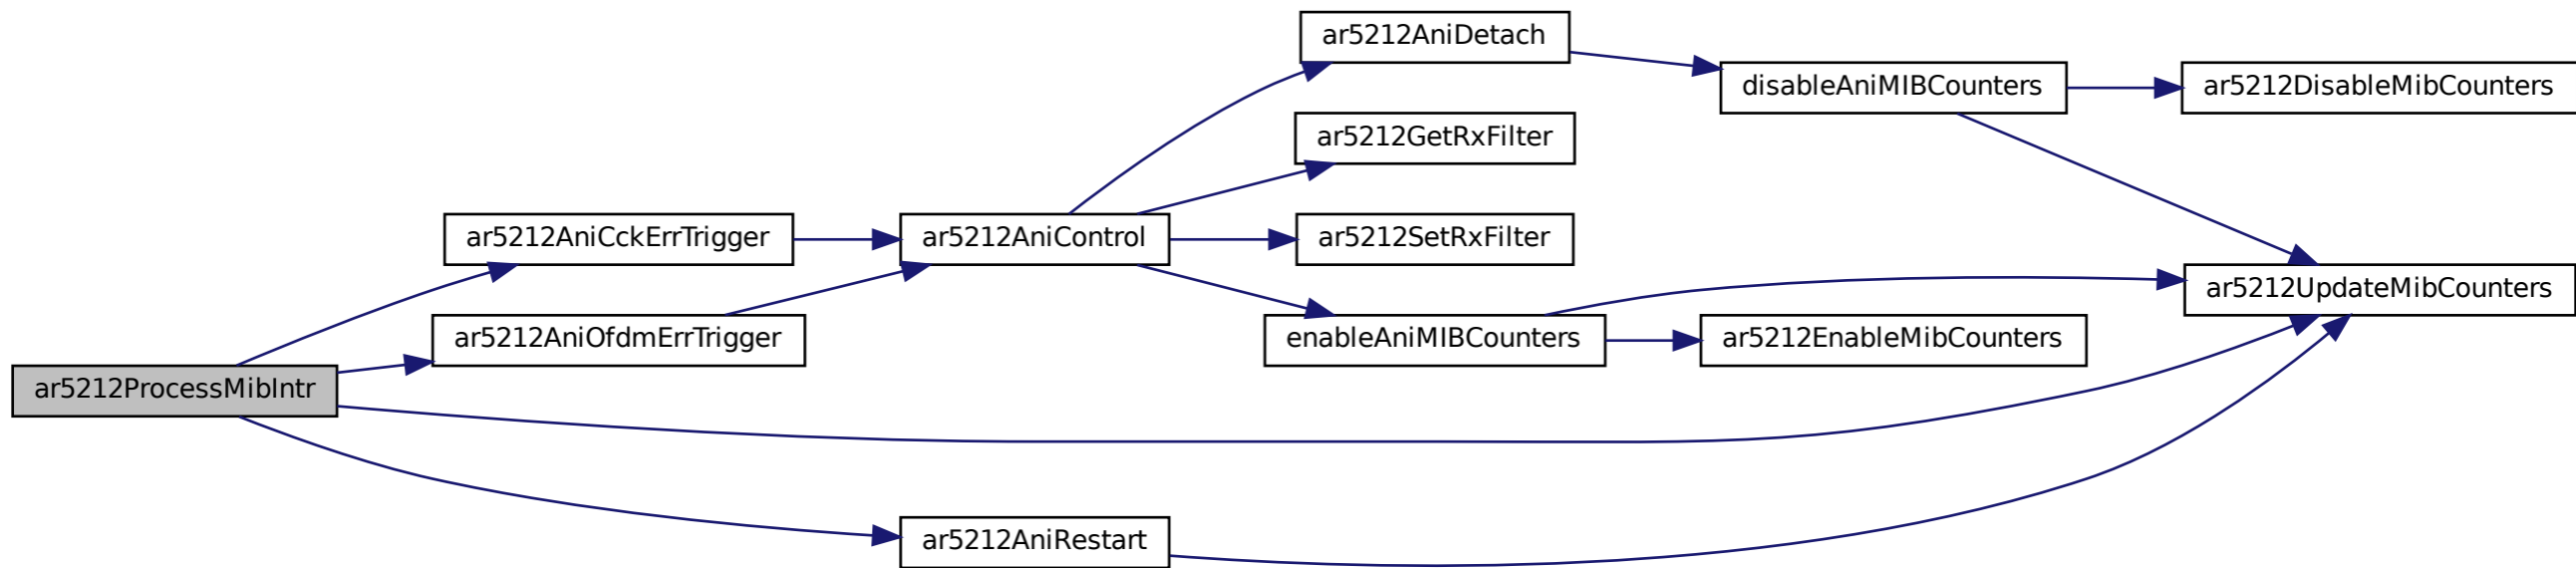 ar5212AniDetach
disableAniMIBCounters
ar5212DisableMibCounters
ar5212GetRxFilter
ar5212AniCckErrTrigger
ar5212AniControl
ar5212SetRxFilter
ar5212UpdateMibCounters
ar5212AniOfdmErrTrigger
enableAniMIBCounters
ar5212EnableMibCounters
ar5212ProcessMibIntr
ar5212AniRestart